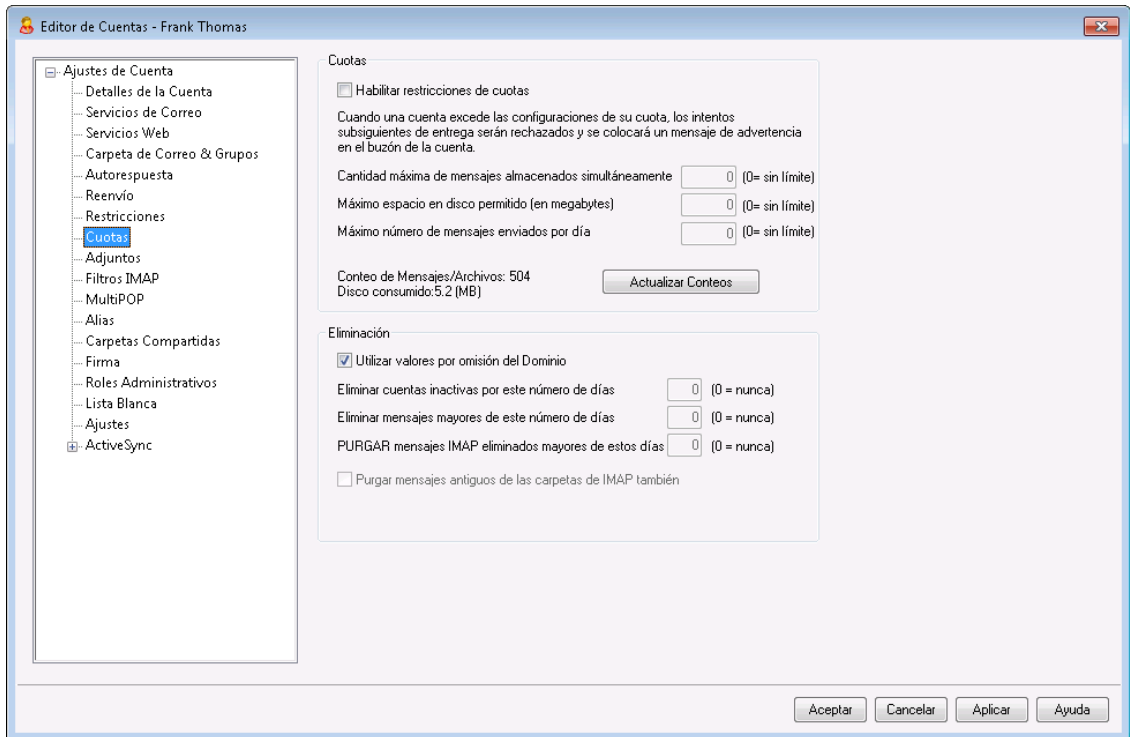 Editor de Cuentas - Frank Thomas
Ajustes de Cuenta
Detalles de la Cuenta
Servicios de Correo
Servicios Web
Carpeta de Correo & Grupos
Autorespuesta
Reenvío
Restricciones
Cuotas
Adjuntos
Filtros IMAP
MultiPOP
Alias
Carpetas Compartidas
Firma
Roles Administrativos
Lista Blanca
Ajustes
ActiveSync
Cuotas
Habilitar restricciones de cuotas
Cuando una cuenta excede las configuraciones de su cuota, los intentos
subsiguientes de entrega serán rechazados y se colocará un mensaje de advertencia
en el buzón de la cuenta.
Cantidad máxima de mensajes almacenados simultáneamente 0 (0= sin límite)
Máximo espacio en disco permitido (en megabytes) 0 (0= sin límite)
Máximo número de mensajes enviados por día 0 (0= sin límite)
Conteo de Mensajes/Archivos: 504
Disco consumido:5.2 (MB)
Actualizar Conteos
Eliminación
Utilizar valores por omisión del Dominio
Eliminar cuentas inactivas por este número de días 0 (0 = nunca)
Eliminar mensajes mayores de este número de días 0 (0 = nunca)
PURGAR mensajes IMAP eliminados mayores de estos días 0 (0 = nunca)
Purgar mensajes antiguos de las carpetas de IMAP también
Aceptar Cancelar Aplicar Ayuda